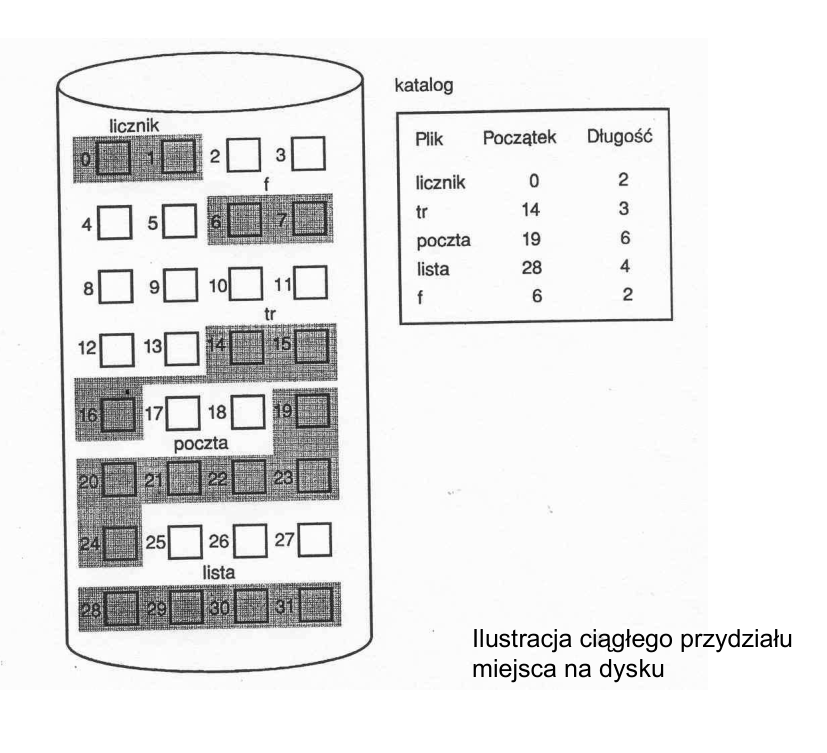 licznik
0 1 2 3
f
4 5 6 7
8 9 10 11
tr
12 13 14 15
16 17 18 19
poczta
20 21 22 23
24 25 26 27
lista
28 29 30 31
katalog
Plik Początek Długość
licznik 0 2
tr 14 3
poczta 19 6
lista 28 4
f 6 2
Ilustracja ciągłego przydziału
miejsca na dysku